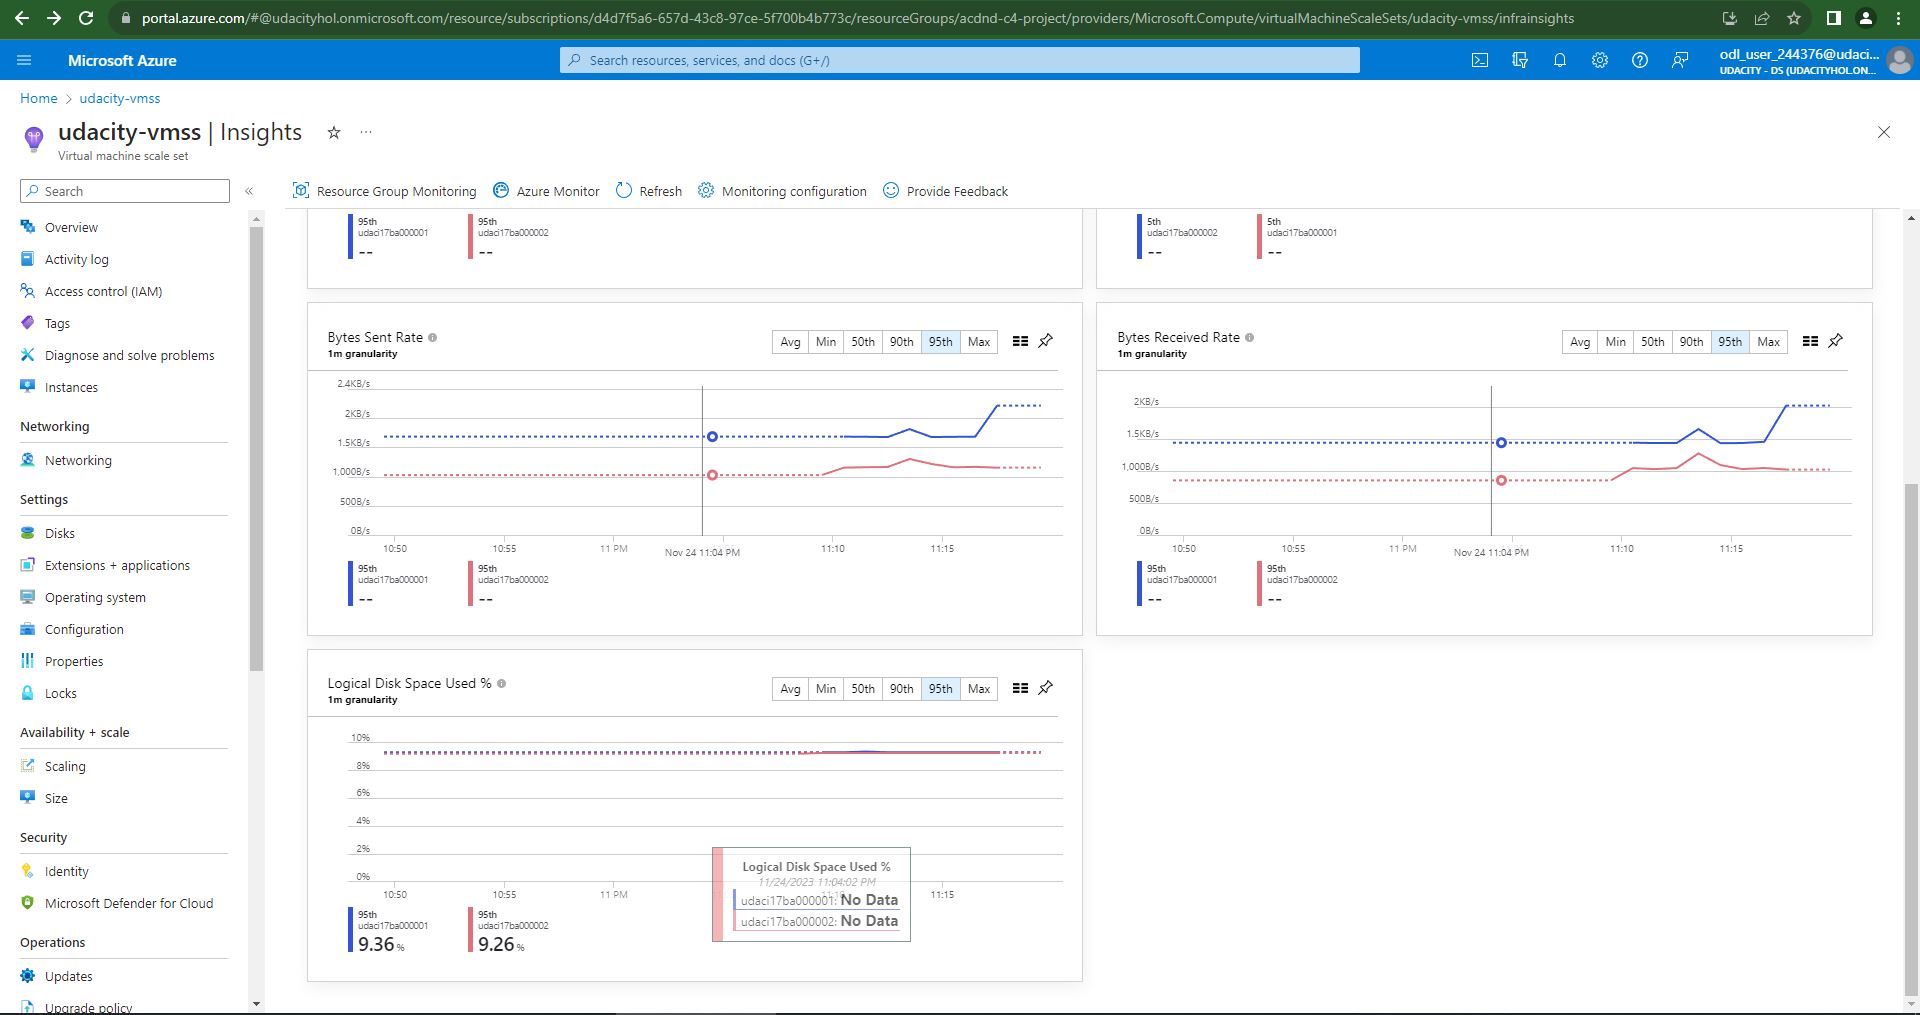 portal.azure.com/#@udacityhol.onmicrosoft.com/resource/subscriptions/d4d7f5a6-657d-43c8-97ce-5f700b4b773c/resourceGroups/acdnd-c4-project/providers/Microsoft.Compute/virtualMachineScaleSets/udacity-vmss/infrainsights
Microsoft Azure
Search resources, services, and docs (G+/)
odl_user_244376@udaci...
UDACITY - DS (UDACITYHOL.ON...
Home > udacity-vmss
udacity-vmss | Insights
Virtual machine scale set
Search
Resource Group Monitoring
Azure Monitor
Refresh
Monitoring configuration
Provide Feedback
Overview
Activity log
Access control (IAM)
Tags
Diagnose and solve problems
Instances
Networking
Networking
Settings
Disks
Extensions + applications
Operating system
Configuration
Properties
Locks
Availability + scale
Scaling
Size
Security
Identity
Microsoft Defender for Cloud
Operations
Updates
Upgrade policy
95th
udaci17ba000001
--
95th
udaci17ba000002
--
5th
udaci17ba000002
--
5th
udaci17ba000001
--
Bytes Sent Rate
1m granularity
Avg Min 50th 90th 95th Max
2.4KB/s
2KB/s
1.5KB/s
1,000B/s
500B/s
0B/s
10:50 10:55 11 PM Nov 24 11:04 PM 11:10 11:15
95th
udaci17ba000001
--
95th
udaci17ba000002
--
Bytes Received Rate
1m granularity
Avg Min 50th 90th 95th Max
2KB/s
1.5KB/s
1,000B/s
500B/s
0B/s
10:50 10:55 11 PM Nov 24 11:04 PM 11:10 11:15
95th
udaci17ba000001
--
95th
udaci17ba000002
--
Logical Disk Space Used %
1m granularity
Avg Min 50th 90th 95th Max
10%
8%
6%
4%
2%
0%
10:50 10:55 11 PM 11:10 11:15
95th
udaci17ba000001
9.36 %
95th
udaci17ba000002
9.26 %
Logical Disk Space Used %
11/24/2023 11:04:02 PM
udaci17ba000001: No Data
udaci17ba000002: No Data